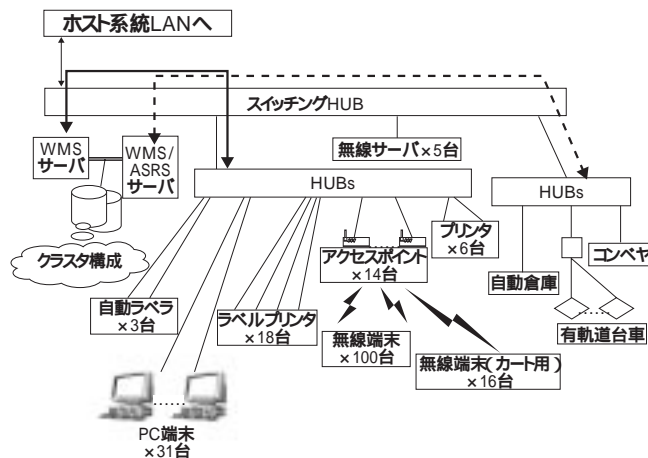 ホスト系統LANへ
スイッチングHUB
WMS
サーバ
WMS/
ASRS
サーバ
無線サーバ×5台
HUBs
HUBs
クラスタ構成
プリンタ
×6台
アクセスポイント
×14台
自動倉庫
コンベヤ
有軌道台車
自動ラベラ
×3台
ラベルプリンタ
×18台
無線端末
×100台
無線端末(カート用)
×16台
PC端末
×31台